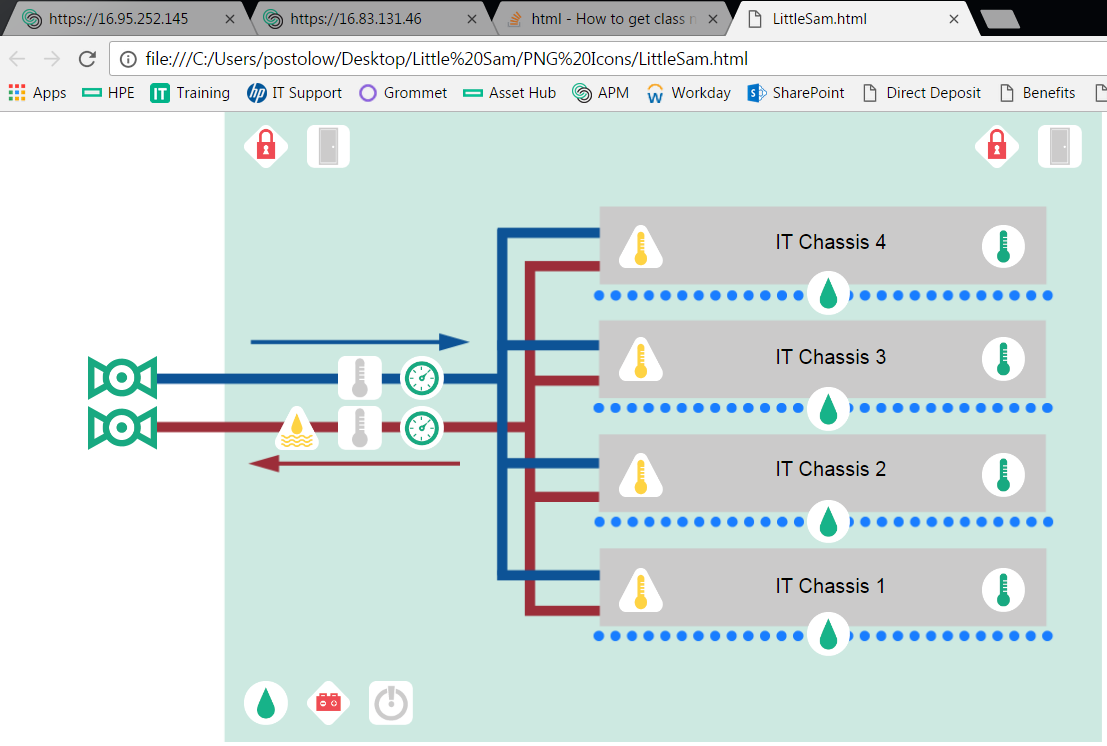 https://16.95.252.145 https://16.83.131.46 html - How to get class n LittleSam.html
file:///C:/Users/postolow/Desktop/Little%20Sam/PNG%20Icons/LittleSam.html
Apps HPE IT Training hp IT Support Grommet Asset Hub APM Workday S SharePoint Direct Deposit Benefits
IT Chassis 4
IT Chassis 3
IT Chassis 2
IT Chassis 1